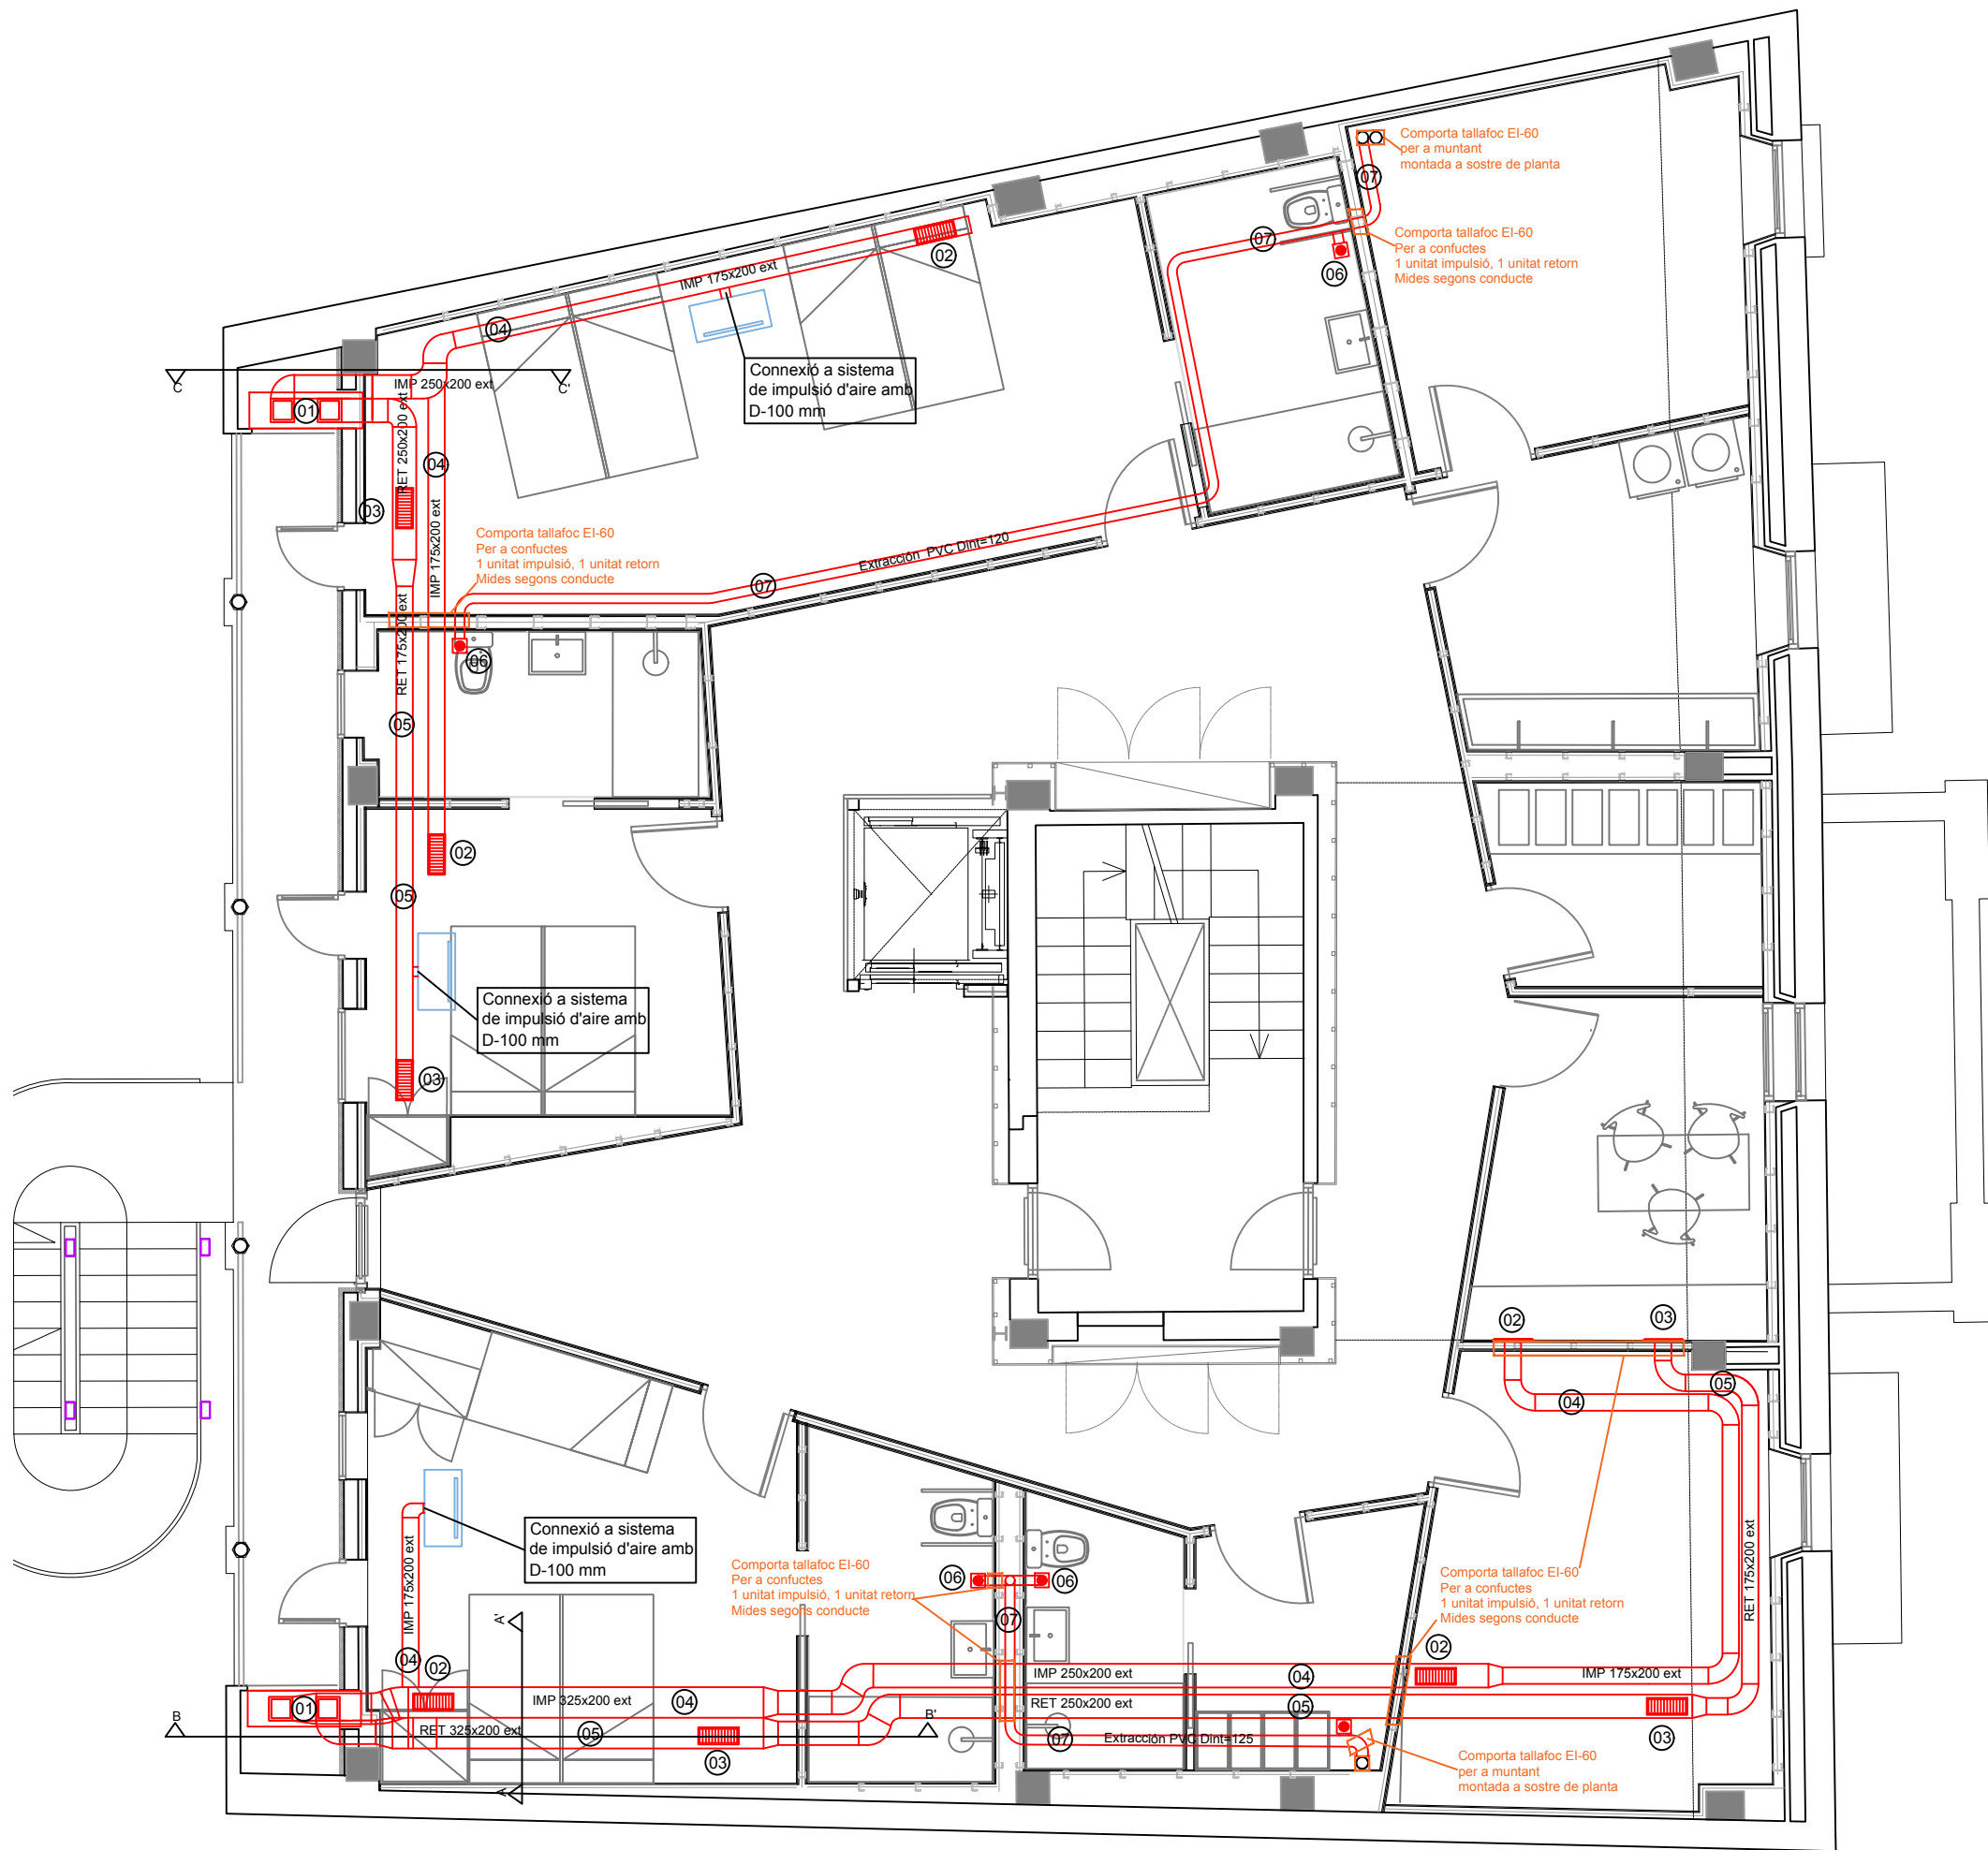 Comporta tallafoc EI-60
per a muntant
montada a sostre de planta
07
Comporta tallafoc EI-60
Per a confuctes
1 unitat impulsió, 1 unitat retorn
Mides segons conducte
07
06
02
IMP 175x200 ext
04
Connexió a sistema
de impulsió d'aire amb
D-100 mm
C
C'
IMP 250x200 ext
01
RET 250x200 ext
04
03
IMP 175x200 ext
Comporta tallafoc EI-60
Per a confuctes
1 unitat impulsió, 1 unitat retorn
Mides segons conducte
Extracción PVC Dint=120
07
RET 175x200 ext
06
05
02
05
Connexió a sistema
de impulsió d'aire amb
D-100 mm
03
02
03
05
04
Connexió a sistema
de impulsió d'aire amb
D-100 mm
IMP 175x200 ext
RET 175x200 ext
Comporta tallafoc EI-60
Per a confuctes
1 unitat impulsió, 1 unitat retorn
Mides segons conducte
06
06
Comporta tallafoc EI-60
Per a confuctes
1 unitat impulsió, 1 unitat retorn
Mides segons conducte
A'
07
04
02
02
IMP 250x200 ext
04
IMP 175x200 ext
01
IMP 325x200 ext
04
RET 250x200 ext
05
03
B
B'
RET 325x200 ext
05
03
07
Extracción PVC Dint=125
Comporta tallafoc EI-60
per a muntant
montada a sostre de planta
A